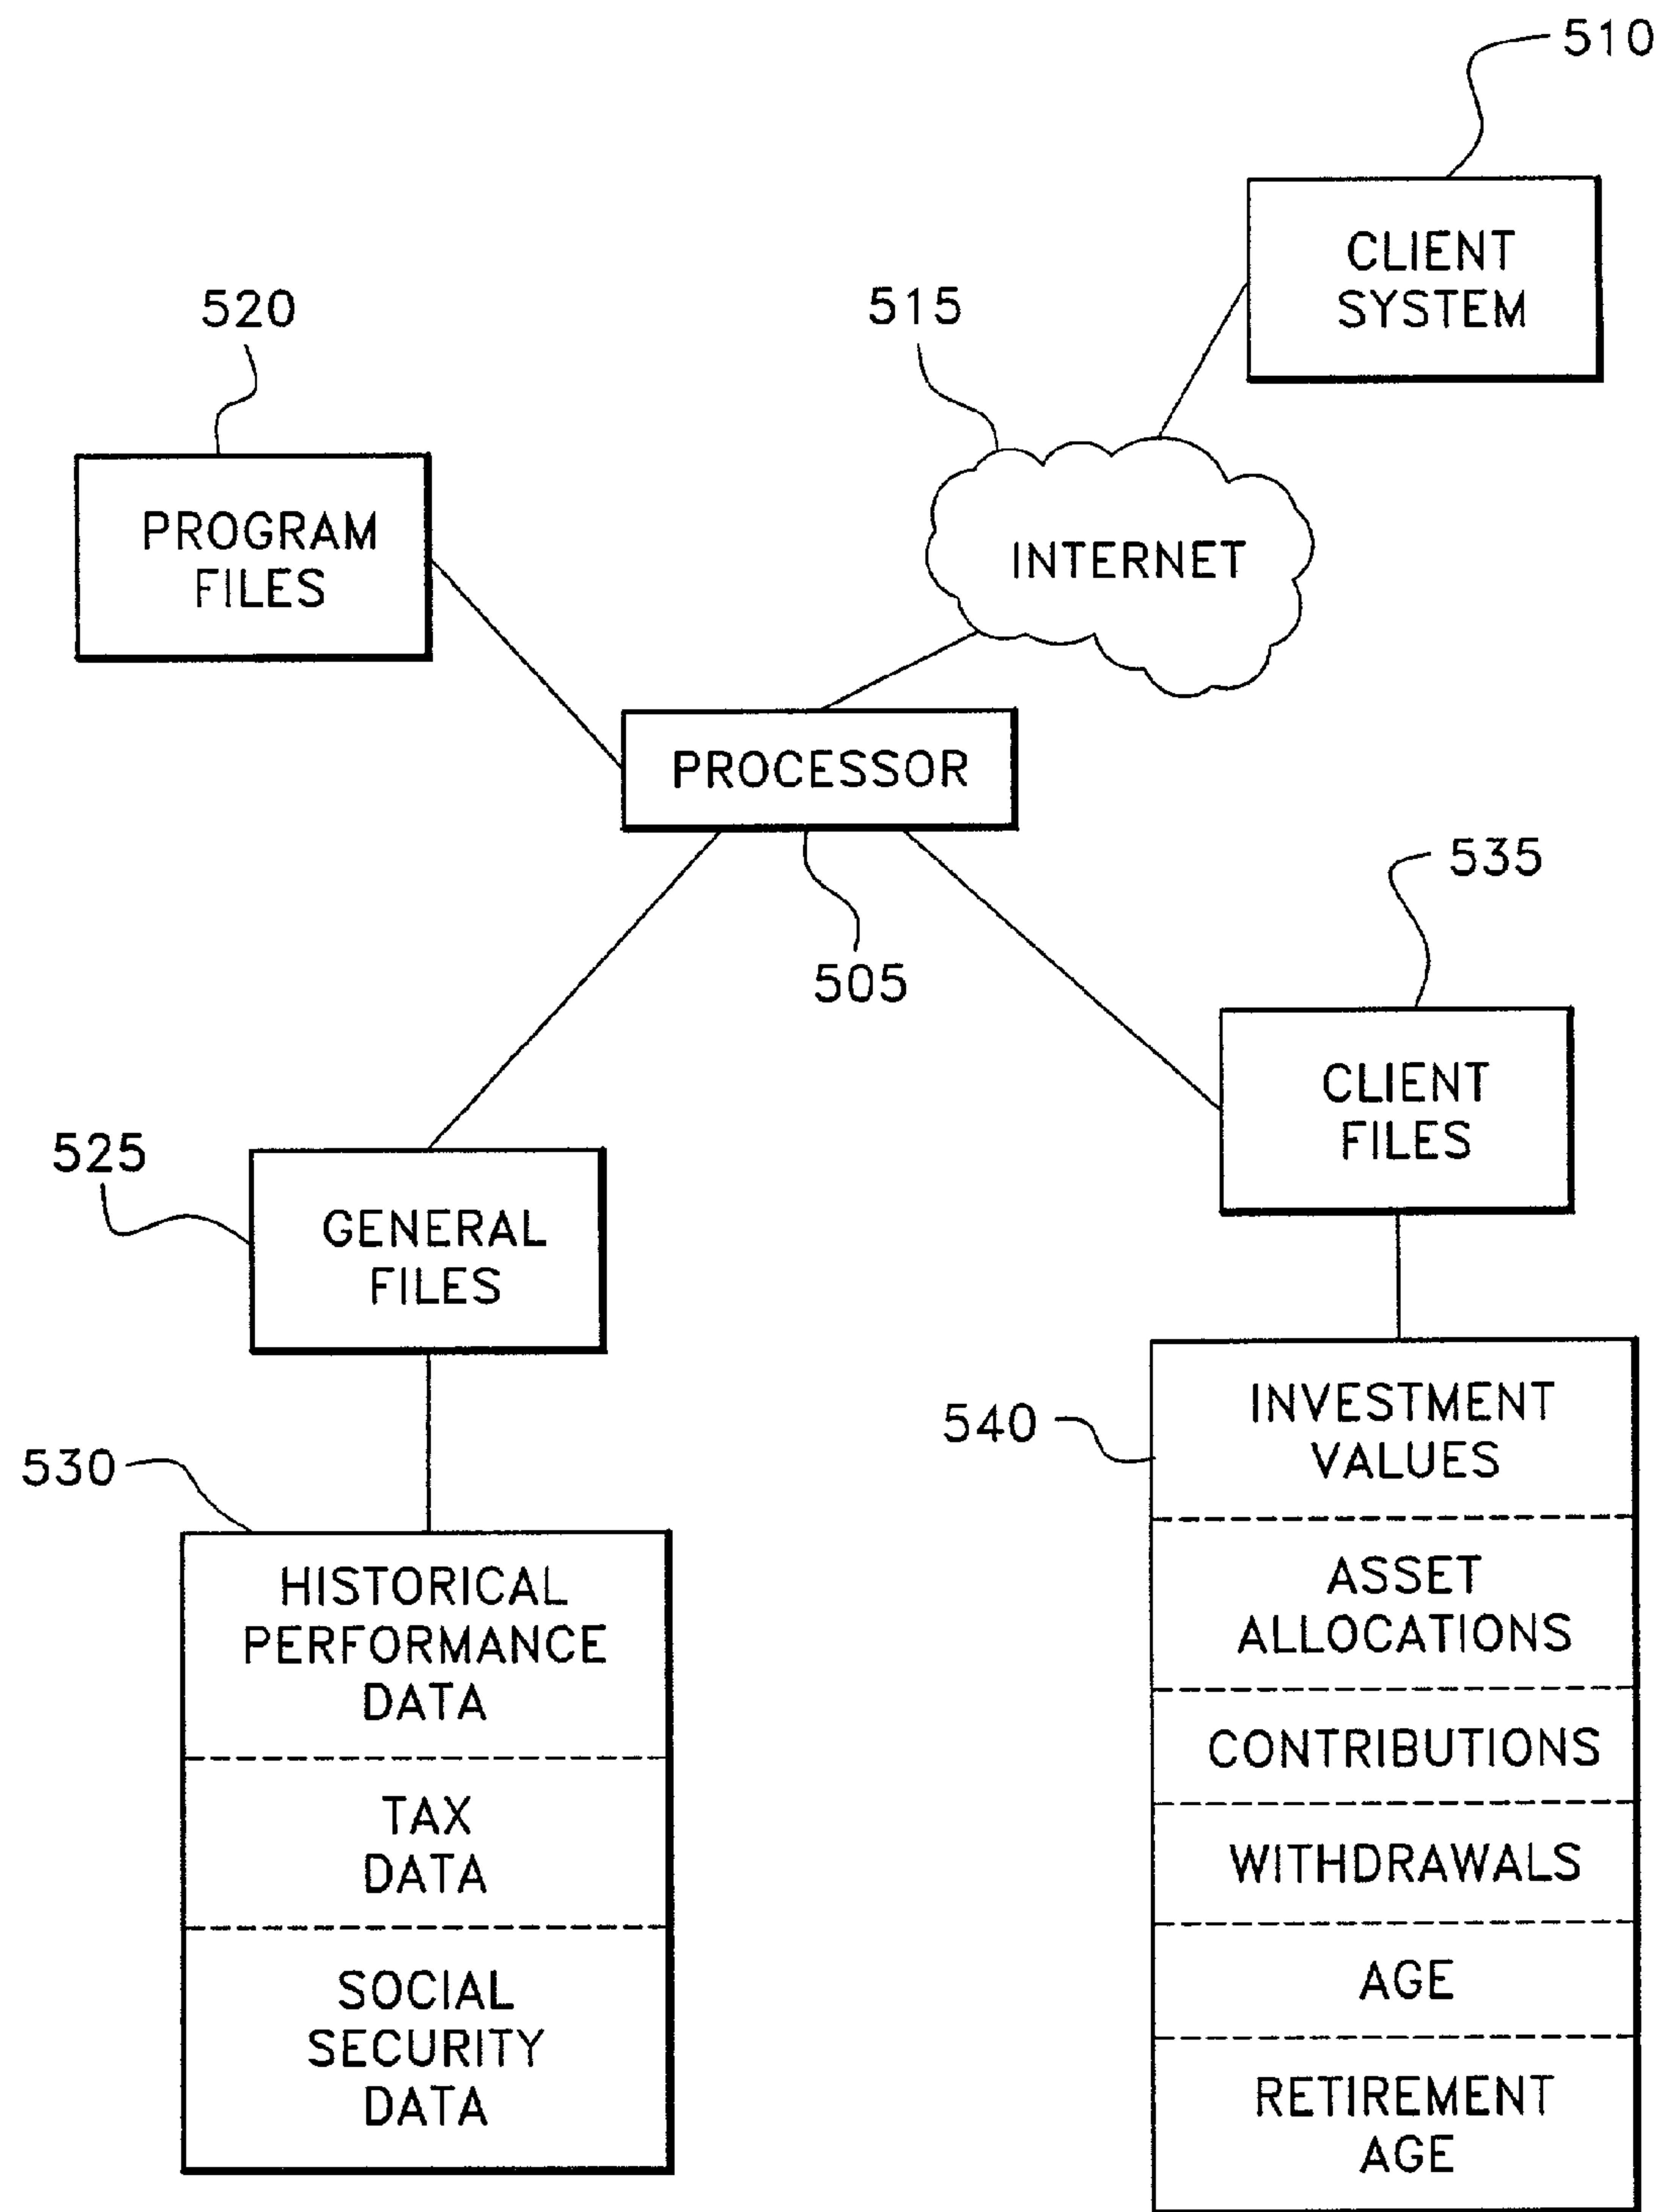 510
CLIENT
SYSTEM
520
515
PROGRAM
FILES
INTERNET
PROCESSOR
505
535
CLIENT
FILES
525
GENERAL
FILES
540
INVESTMENT
VALUES
ASSET
ALLOCATIONS
CONTRIBUTIONS
WITHDRAWALS
AGE
RETIREMENT
AGE
530
HISTORICAL
PERFORMANCE
DATA
TAX
DATA
SOCIAL
SECURITY
DATA